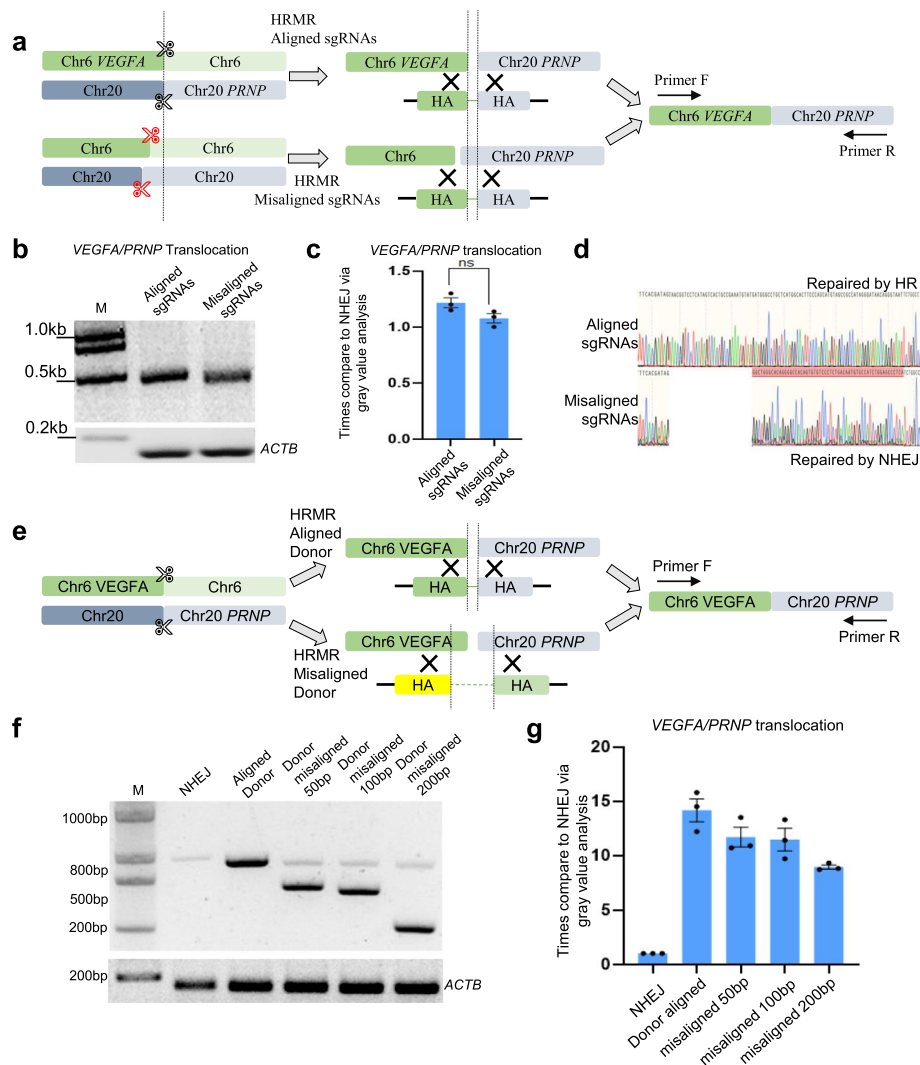 a
HRMR
Aligned sgRNAs
Chr6 VEGFA
Chr6
Chr20
Chr20 PRNP
Chr6 VEGFA
Chr20 PRNP
HA
HA
Primer F
Chr6 VEGFA
Chr20 PRNP
Primer R
Chr6
Chr6
Chr20
Chr20
HRMR
Misaligned sgRNAs
Chr6
Chr20 PRNP
HA
HA
b
VEGFA/PRNP Translocation
M
Aligned
sgRNAs
Misaligned
sgRNAs
1.0kb
0.5kb
0.2kb
ACTB
c
VEGFA/PRNP translocation
ns
Times compare to NHEJ via
gray value analysis
1.5
1.0
0.5
0.0
Aligned
sgRNAs
Misaligned
sgRNAs
d
Repaired by HR
Aligned
sgRNAs
TTCACGATAG
Misaligned
sgRNAs
Repaired by NHEJ
e
HRMR
Aligned
Donor
Chr6 VEGFA
Chr6
Chr20
Chr20 PRNP
Chr6 VEGFA
Chr20 PRNP
HA
HA
HRMR
Misaligned
Donor
Chr6 VEGFA
Chr20 PRNP
HA
HA
Primer F
Chr6 VEGFA
Chr20 PRNP
Primer R
f
M
NHEJ
Aligned
Donor
Donor
misaligned
50bp
Donor
misaligned
100bp
Donor
misaligned
200bp
1000bp
800bp
500bp
200bp
200bp
ACTB
g
VEGFA/PRNP translocation
Times compare to NHEJ via
gray value analysis
20
15
10
5
0
NHEJ
Donor aligned
misaligned 50bp
misaligned 100bp
misaligned 200bp